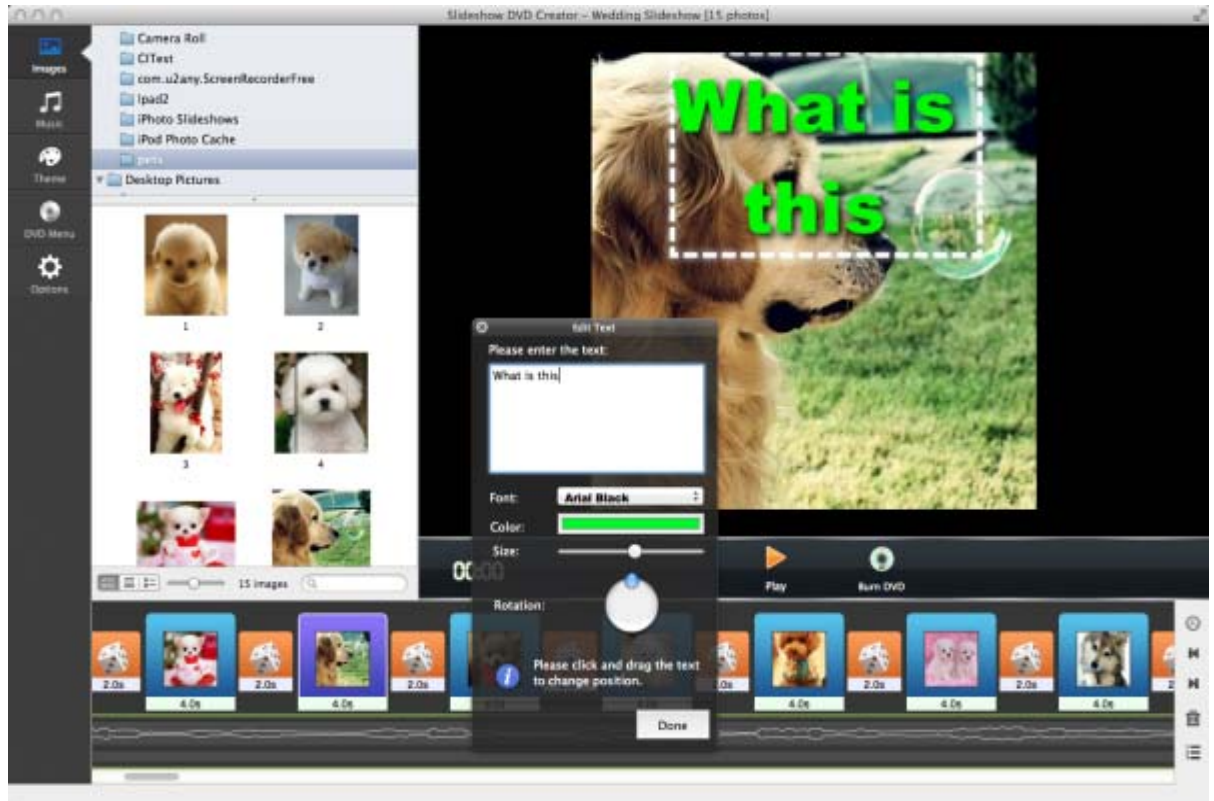 Slideshow DVD Creator – Wedding Slideshow [15 photos]
Images
Music
Theme
DVD Menu
Options
Camera Roll
CITest
com.u2any.ScreenRecorderFree
Ipad2
iPhoto Slideshows
iPod Photo Cache
pets
Desktop Pictures
1
2
3
4
15 images
What is
this
Edit Text
Please enter the text:
What is this
Font:
Arial Black
Color:
Size:
Rotation:
Please click and drag the text
to change position.
Done
00:00
Play
Burn DVD
2.0s
4.0s
2.0s
4.0s
2.0s
2.0s
4.0s
2.0s
4.0s
2.0s
4.0s